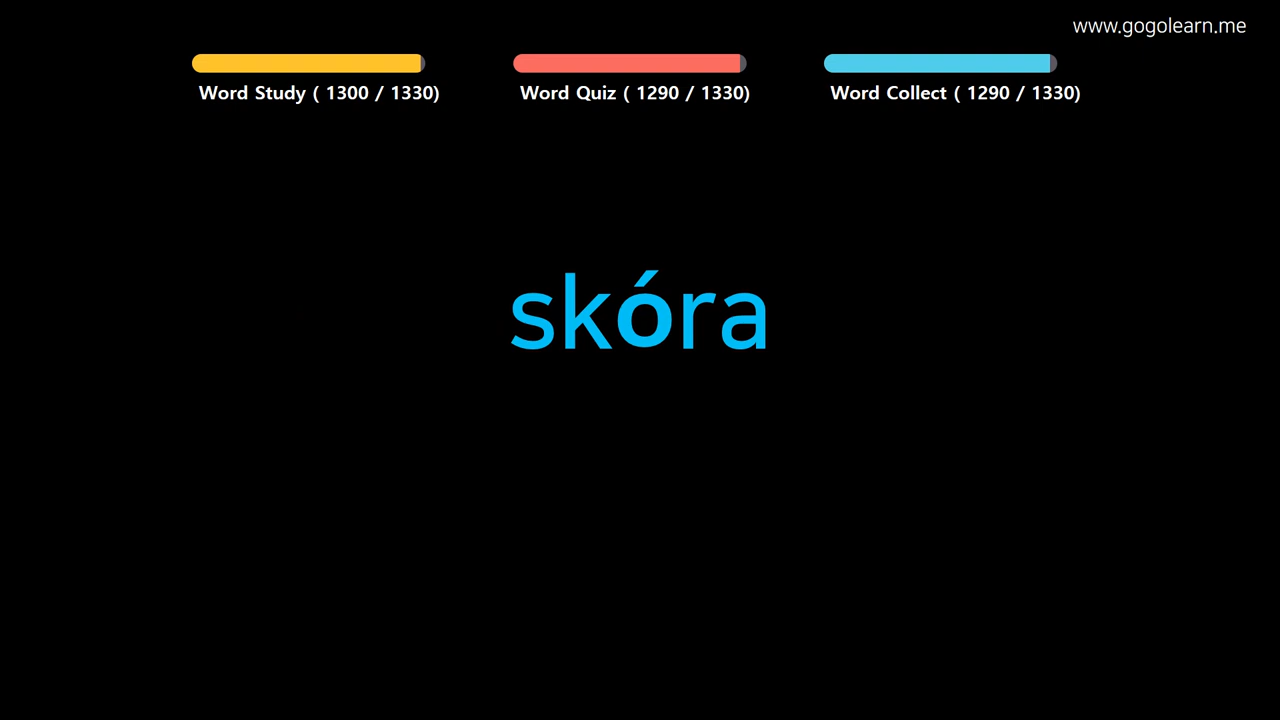 www.gogolearn.me
Word Study ( 1300 / 1330)
Word Quiz ( 1290 / 1330)
Word Collect ( 1290 / 1330)
skóra